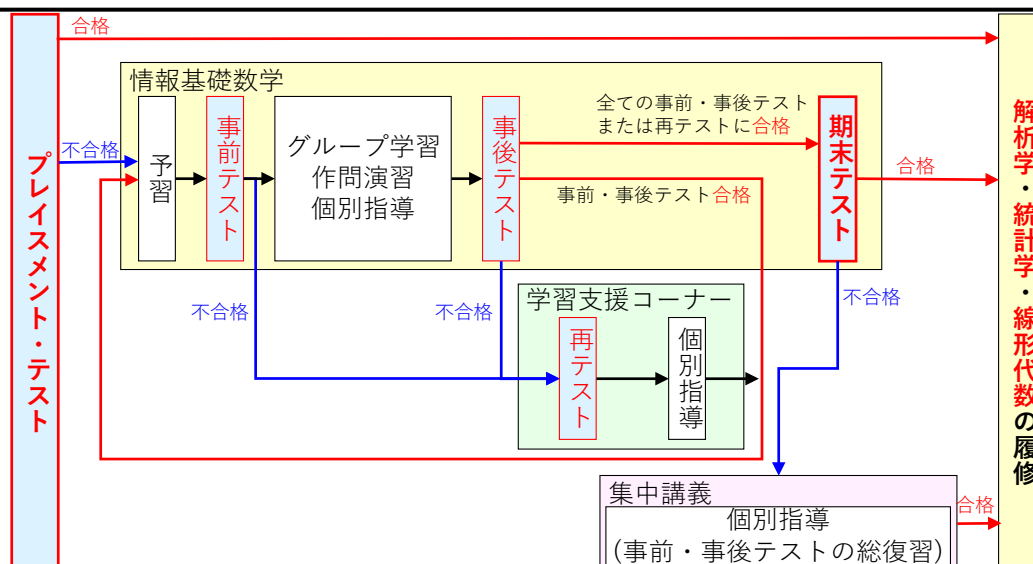 合格
プレイスメント・テスト
不合格
情報基礎数学
予習
事前テスト
グループ学習
作問演習
個別指導
事後テスト
全ての事前・事後テスト
または再テストに合格
事前・事後テスト合格
期末テスト
合格
解析学・統計学・線形代数の履修
不合格
不合格
不合格
学習支援コーナー
再テスト
個別指導
集中講義
個別指導
(事前・事後テストの総復習)
合格